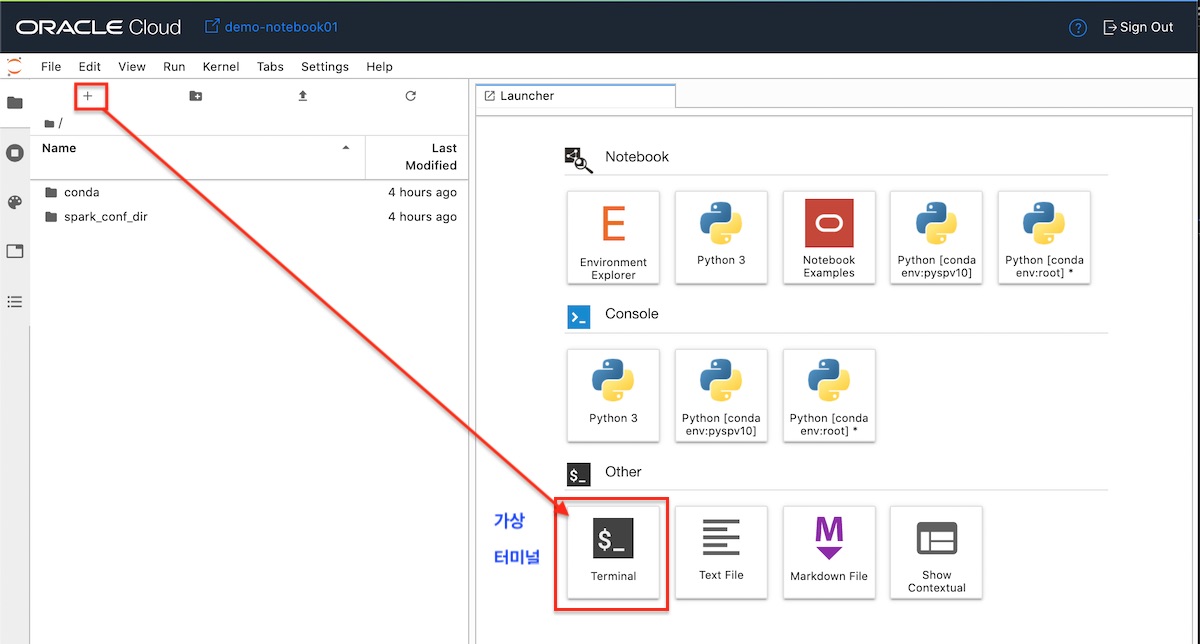 ORACLE Cloud
demo-notebook01
?
Sign Out
File Edit View Run Kernel Tabs Settings Help
+
/
Name
Last
Modified
conda
4 hours ago
spark_conf_dir
4 hours ago
Launcher
Notebook
E
Environment
Explorer
Python 3
Notebook
Examples
Python [conda
env:pyspv10]
Python [conda
env:root] *
>_
Console
Python 3
Python [conda
env:pyspv10]
Python [conda
env:root] *
$_
Other
가상
터미널
$_
Terminal
Text File
M
Markdown File
Show
Contextual